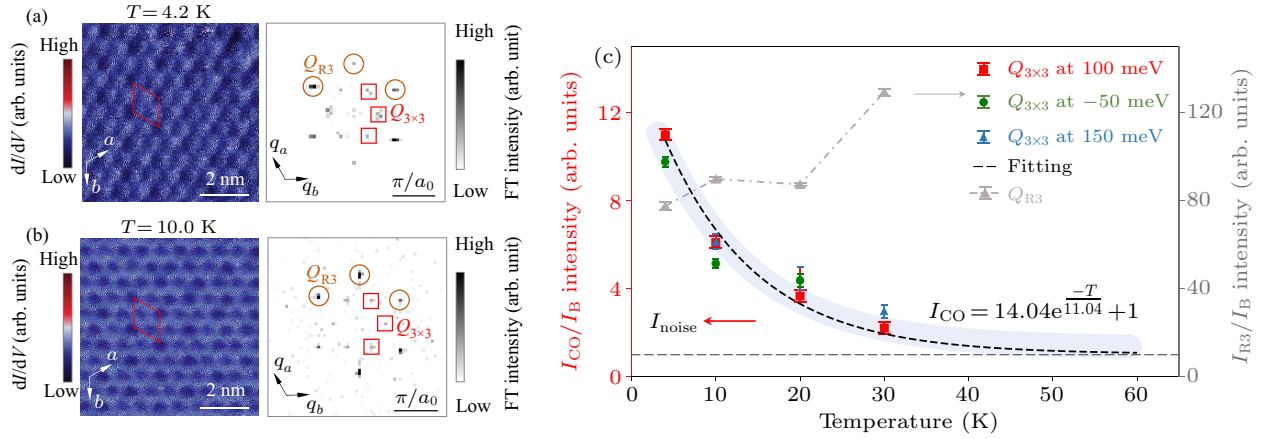 (a)
T = 4.2 K
High
dI/dV (arb. units)
Low
a
b
2 nm
Q_R3
Q_3×3
q_a
q_b
π/a_0
High
FT intensity (arb. unit)
Low
(b)
T = 10.0 K
High
dI/dV (arb. units)
Low
a
b
2 nm
Q_R3
Q_3×3
q_a
q_b
π/a_0
High
FT intensity (arb. unit)
Low
(c)
I_CO/I_B intensity (arb. units)
12
8
4
0
Q_3×3 at 100 meV
Q_3×3 at −50 meV
Q_3×3 at 150 meV
Fitting
Q_R3
I_noise
I_CO = 14.04e^(−T/11.04) + 1
120
80
40
0
I_R3/I_B intensity (arb. units)
0 10 20 30 40 50 60
Temperature (K)